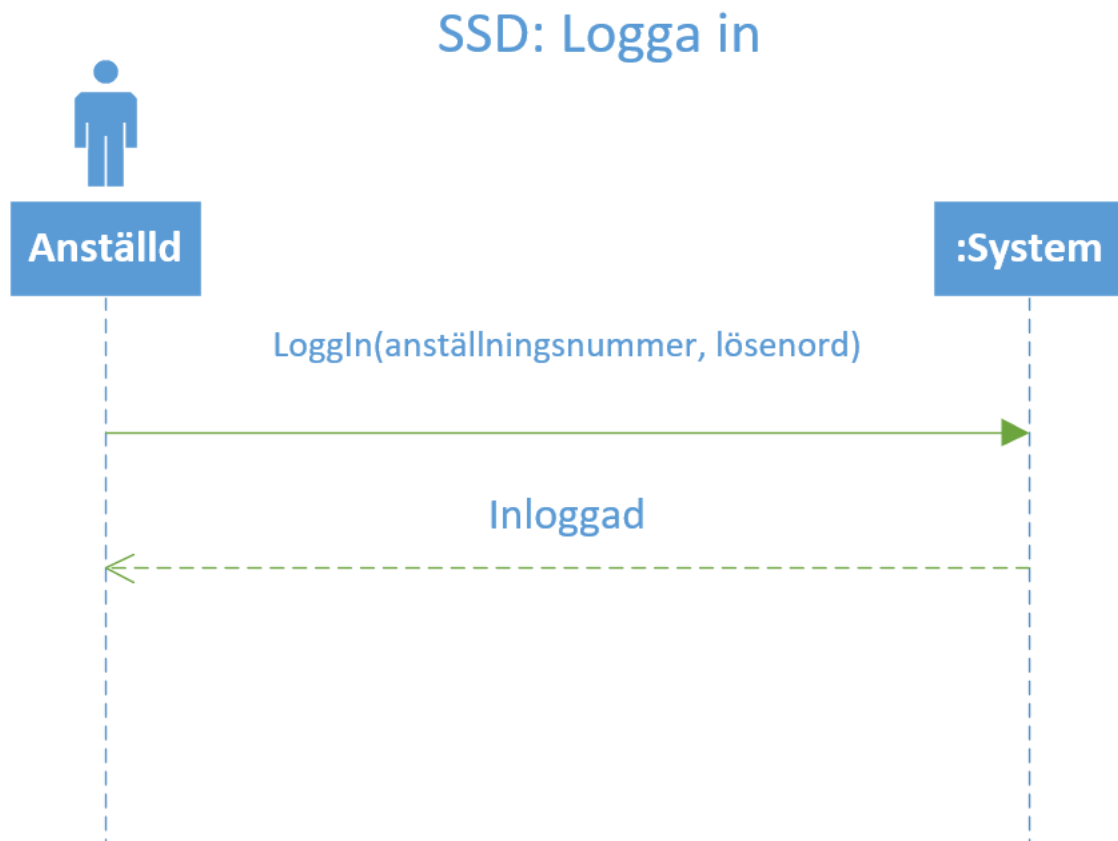 SSD: Logga in
Anställd
:System
LoggIn(anställningsnummer, lösenord)
Inloggad